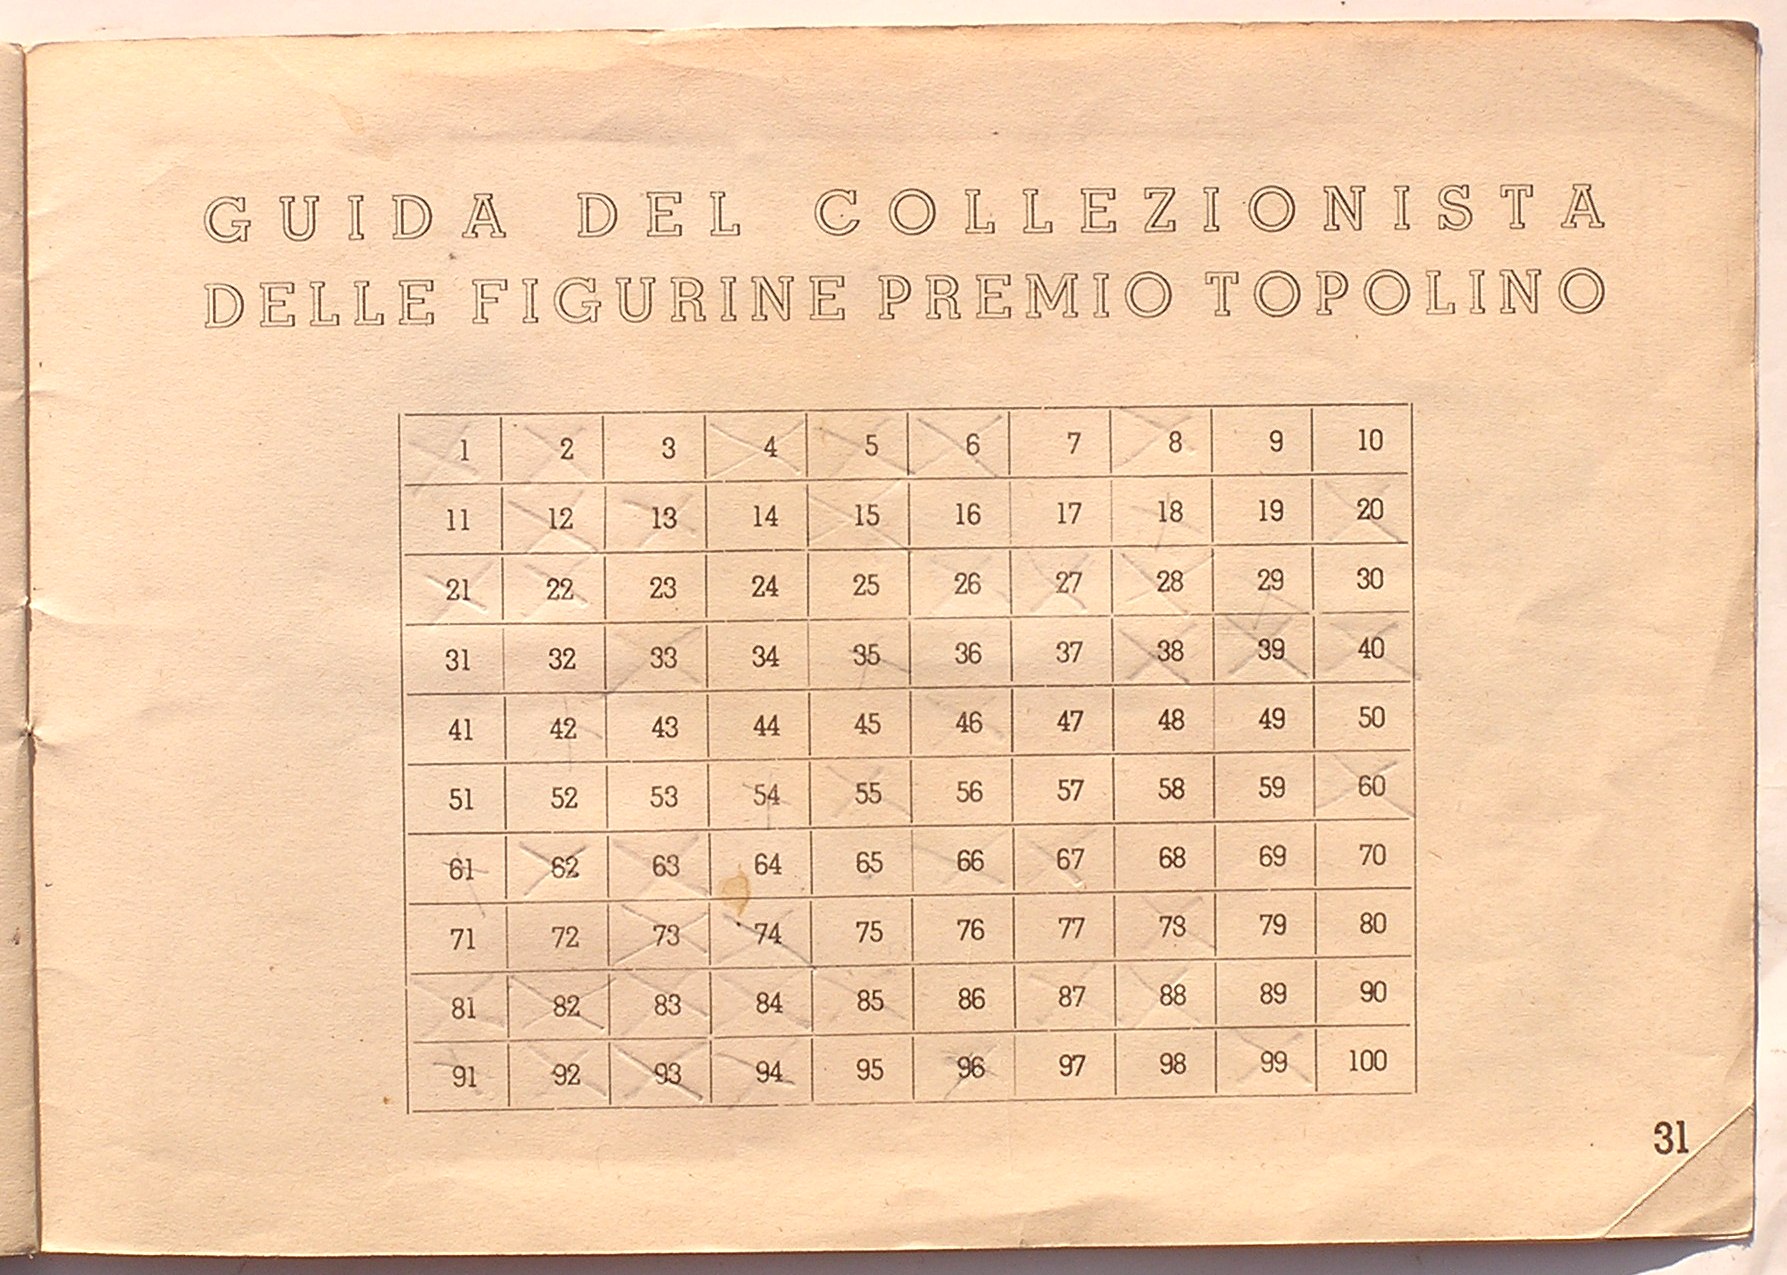 GUIDA DEL COLLEZIONISTA
DELLE FIGURINE PREMIO TOPOLINO
1 2 3 4 5 6 7 8 9 10
11 12 13 14 15 16 17 18 19 20
21 22 23 24 25 26 27 28 29 30
31 32 33 34 35 36 37 38 39 40
41 42 43 44 45 46 47 48 49 50
51 52 53 54 55 56 57 58 59 60
61 62 63 64 65 66 67 68 69 70
71 72 73 74 75 76 77 78 79 80
81 82 83 84 85 86 87 88 89 90
91 92 93 94 95 96 97 98 99 100
31